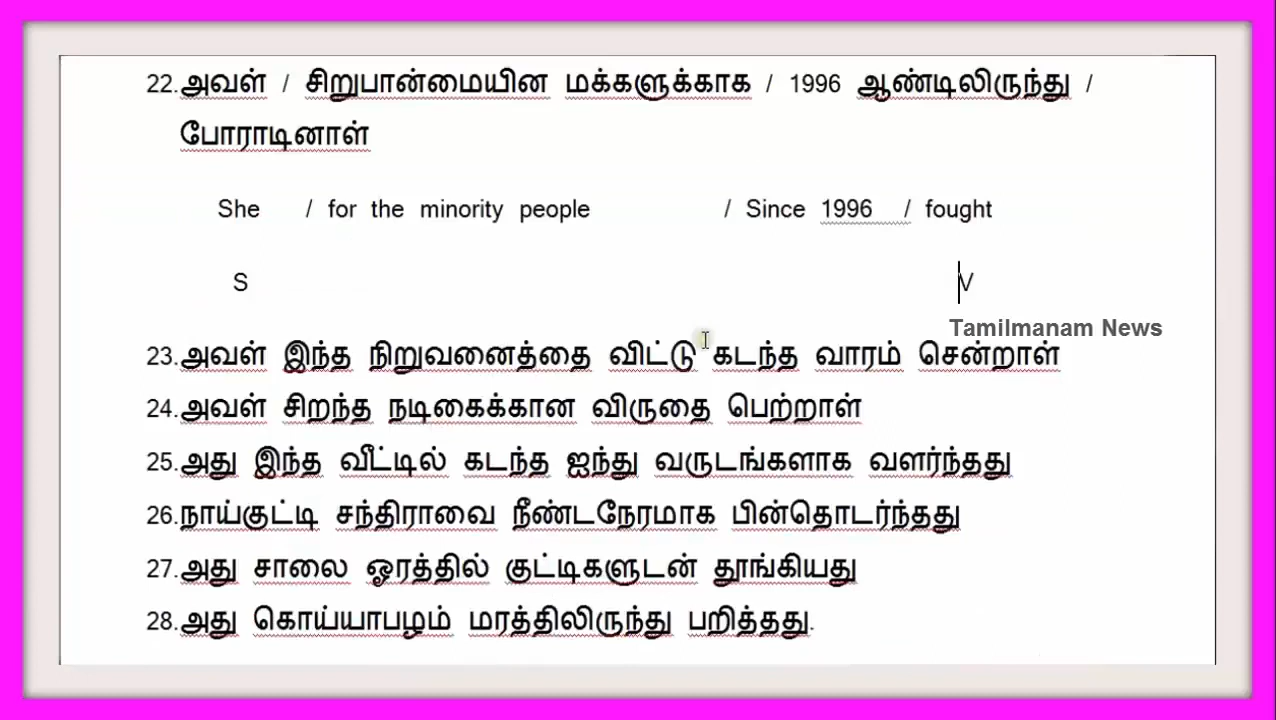 22.அவள் / சிறுபான்மையின மக்களுக்காக / 1996 ஆண்டிலிருந்து /
போராடினாள்
She / for the minority people / Since 1996 / fought
S V
Tamilmanam News
23.அவள் இந்த நிறுவனைத்தை விட்டு கடந்த வாரம் சென்றாள்
24.அவள் சிறந்த நடிகைக்கான விருதை பெற்றாள்
25.அது இந்த வீட்டில் கடந்த ஐந்து வருடங்களாக வளர்ந்தது
26.நாய்குட்டி சந்திராவை நீண்டநேரமாக பின்தொடர்ந்தது
27.அது சாலை ஓரத்தில் குட்டிகளுடன் தூங்கியது
28.அது கொய்யாபழம் மரத்திலிருந்து பறித்தது.